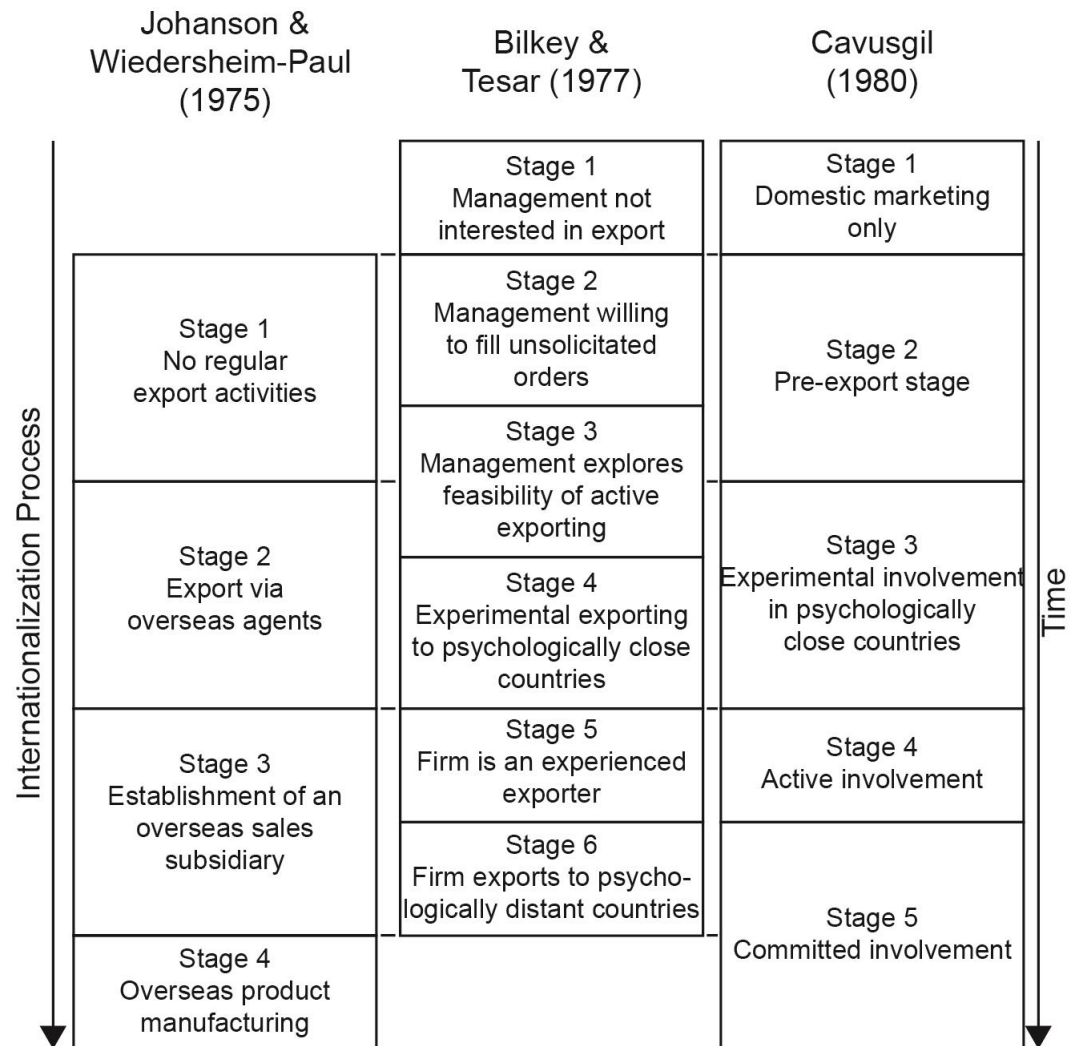 Johanson &
Wiedersheim-Paul
(1975)
Bilkey &
Tesar (1977)
Cavusgil
(1980)
Internationalization Process
Stage 1
No regular
export activities
Stage 2
Export via
overseas agents
Stage 3
Establishment of an
overseas sales
subsidiary
Stage 4
Overseas product
manufacturing
Stage 1
Management not
interested in export
Stage 2
Management willing
to fill unsolicitated
orders
Stage 3
Management explores
feasibility of active
exporting
Stage 4
Experimental exporting
to psychologically close
countries
Stage 5
Firm is an experienced
exporter
Stage 6
Firm exports to psycho-
logically distant countries
Stage 1
Domestic marketing
only
Stage 2
Pre-export stage
Stage 3
Experimental involvement
in psychologically
close countries
Stage 4
Active involvement
Stage 5
Committed involvement
Time